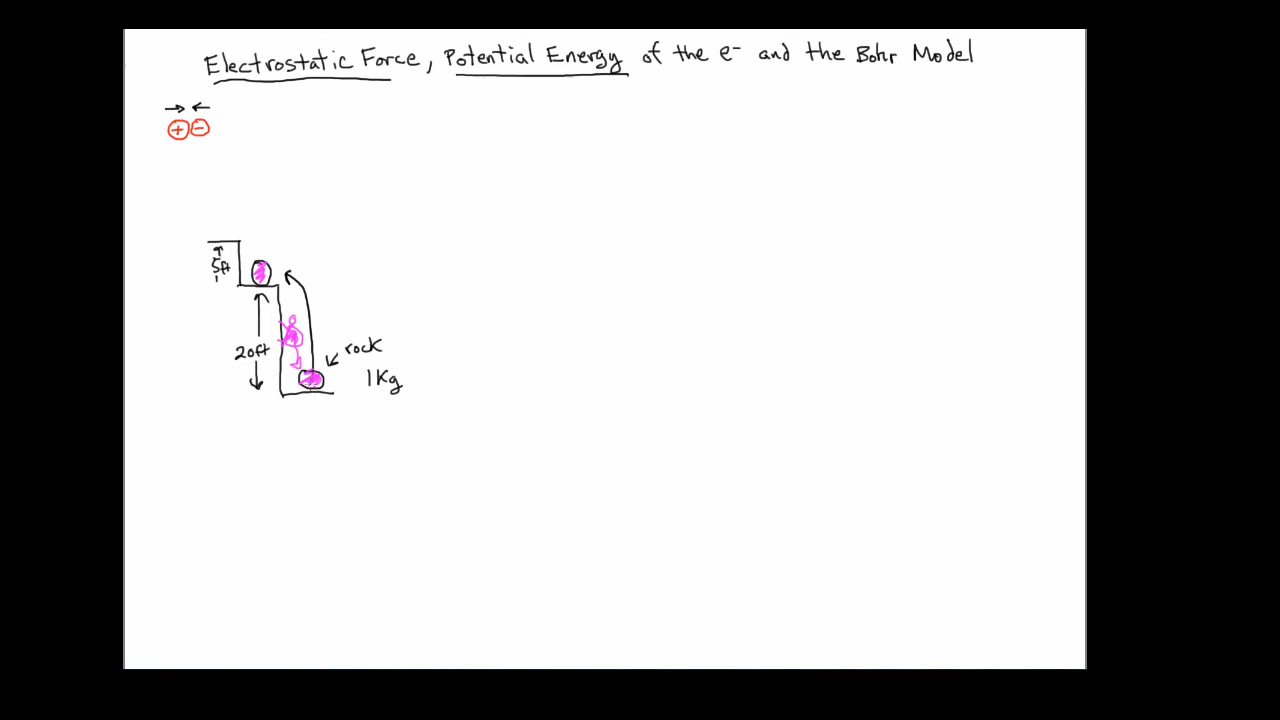 Electrostatic Force, Potential Energy of the e⁻ and the Bohr Model
+ −
5ft
20ft
rock
1Kg